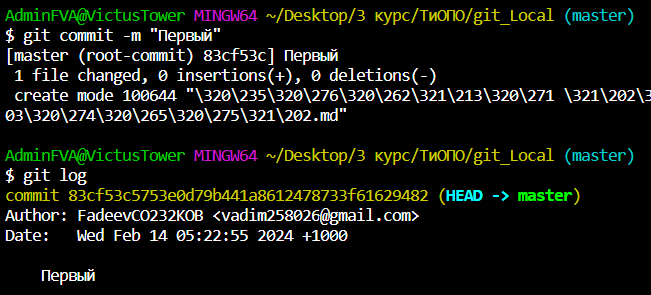 AdminFVA@VictusTower MINGW64 ~/Desktop/3 курс/ТиОПО/git_Local (master)
$ git commit -m "Первый"
[master (root-commit) 83cf53c] Первый
 1 file changed, 0 insertions(+), 0 deletions(-)
 create mode 100644 "\320\235\320\276\320\262\321\213\320\271 \321\202\3
03\320\274\320\265\320\275\321\202.md"
AdminFVA@VictusTower MINGW64 ~/Desktop/3 курс/ТиОПО/git_Local (master)
$ git log
commit 83cf53c5753e0d79b441a8612478733f61629482 (HEAD -> master)
Author: FadeevCO232KOB <vadim258026@gmail.com>
Date:   Wed Feb 14 05:22:55 2024 +1000
    Первый